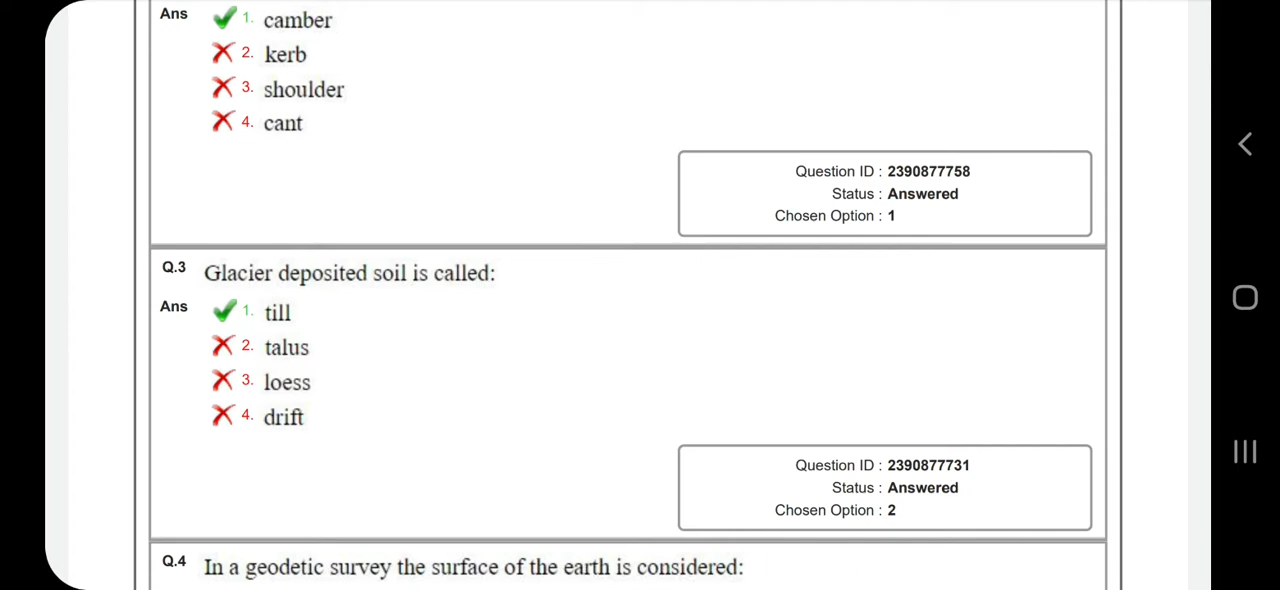 Ans 1. camber
2. kerb
3. shoulder
4. cant
Question ID : 2390877758
Status : Answered
Chosen Option : 1
Q.3 Glacier deposited soil is called:
Ans 1. till
2. talus
3. loess
4. drift
Question ID : 2390877731
Status : Answered
Chosen Option : 2
Q.4 In a geodetic survey the surface of the earth is considered: